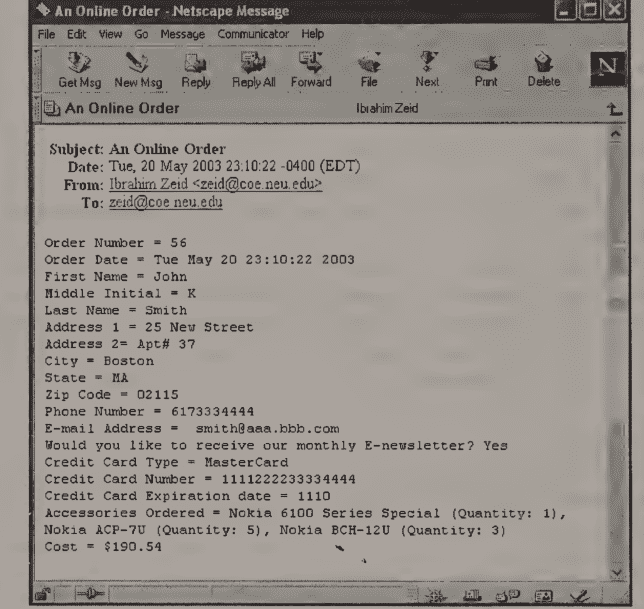 An Online Order - Netscape Message
File Edit View Go Message Communicator Help
Get Msg New Msg Reply Reply All Forward File Next Print Delete
N
An Online Order Ibrahim Zeid
Subject: An Online Order
Date: Tue, 20 May 2003 23:10:22 -0400 (EDT)
From: Ibrahim Zeid <zeid@coe.neu.edu>
To: zeid@coe.neu.edu
Order Number = 56
Order Date = Tue May 20 23:10:22 2003
First Name = John
Middle Initial = K
Last Name = Smith
Address 1 = 25 New Street
Address 2= Apt# 37
City = Boston
State = MA
Zip Code = 02115
Phone Number = 6173334444
E-mail Address = smith@aaa.bbb.com
Would you like to receive our monthly E-newsletter? Yes
Credit Card Type = MasterCard
Credit Card Number = 1111222233334444
Credit Card Expiration date = 1110
Accessories Ordered = Nokia 6100 Series Special (Quantity: 1),
Nokia ACP-7U (Quantity: 5), Nokia BCH-12U (Quantity: 3)
Cost = $190.54